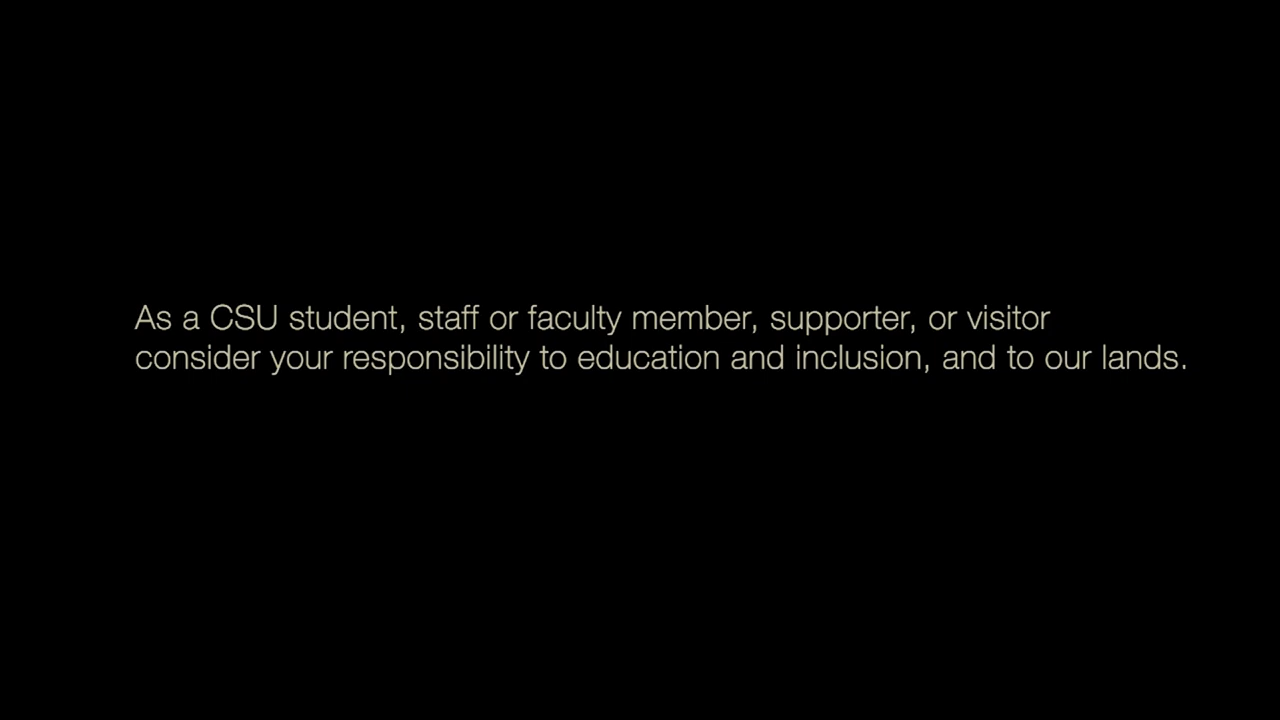 As a CSU student, staff or faculty member, supporter, or visitor
consider your responsibility to education and inclusion, and to our lands.